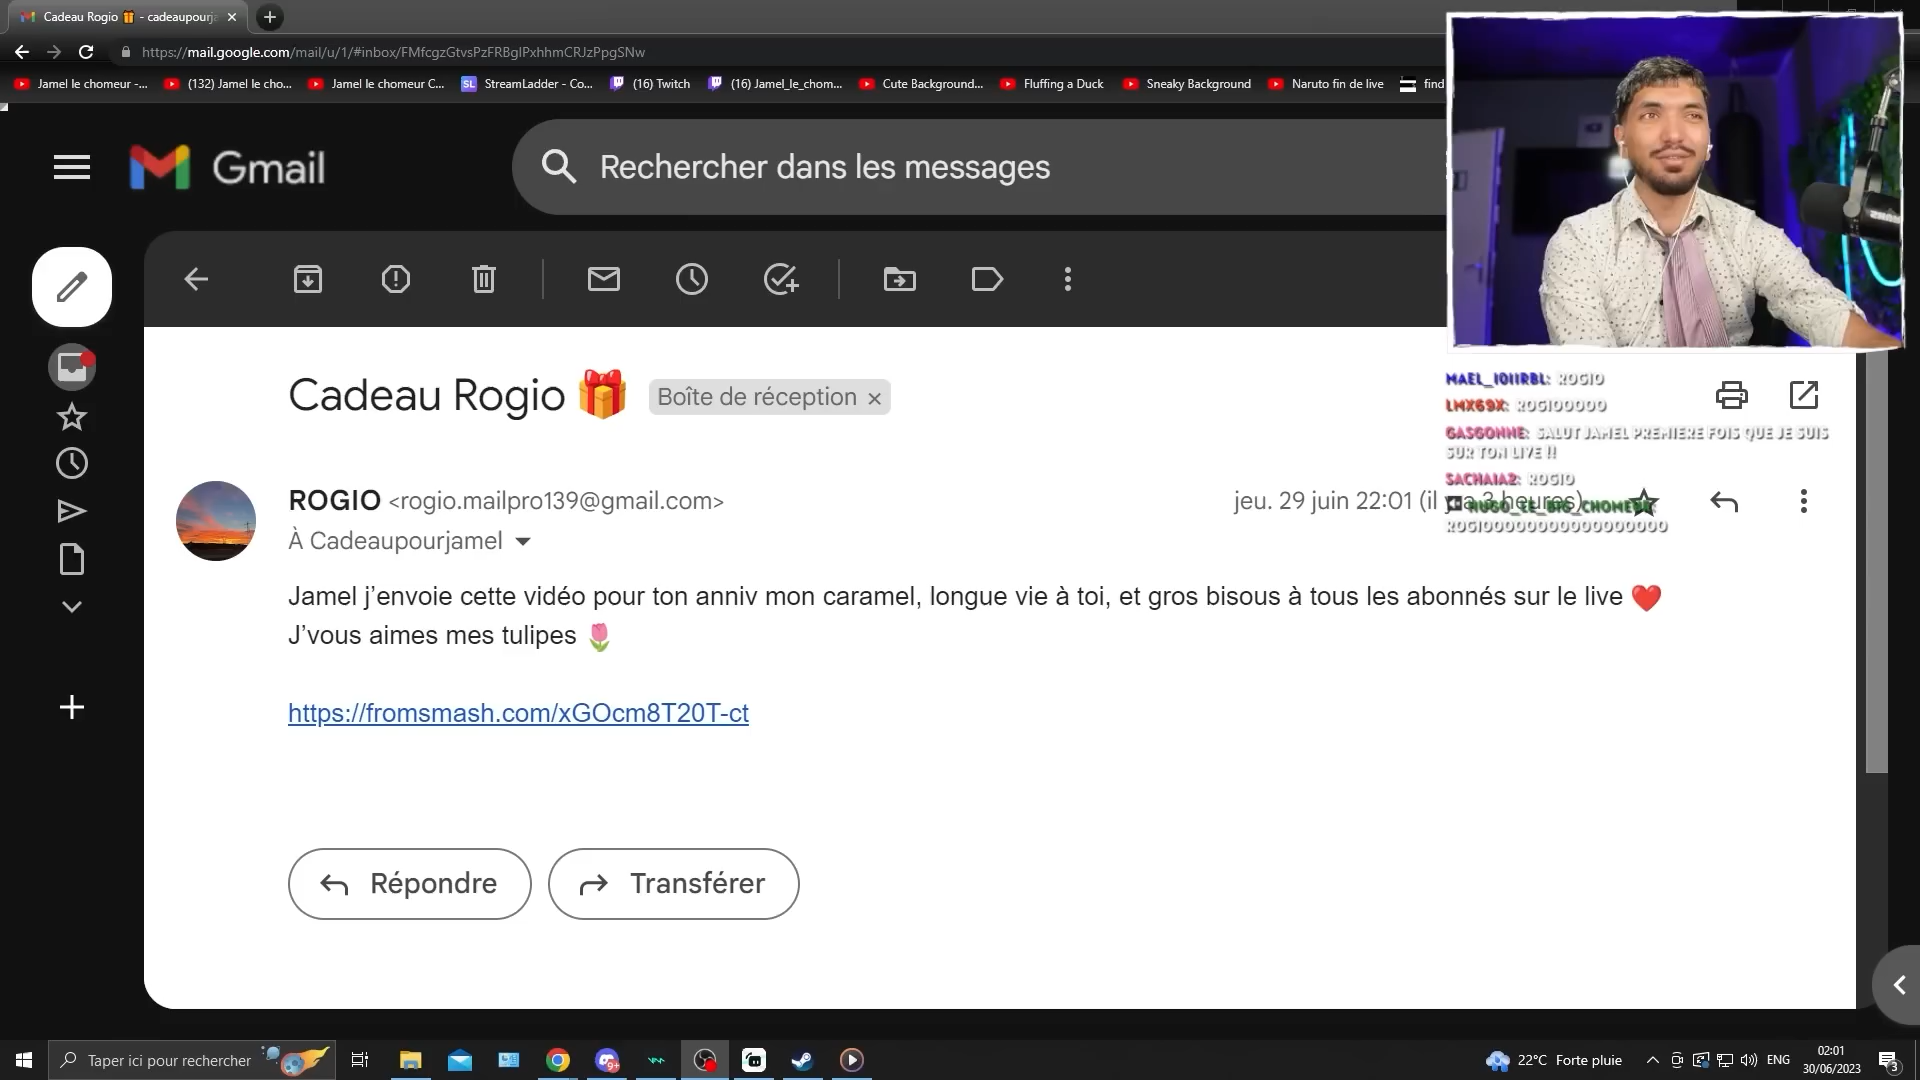 Cadeau Rogio 🎁 - cadeaupourja
https://mail.google.com/mail/u/1/#inbox/FMfcgzGtvsPzFRBglPxhhmCRJzPpgSNw
Jamel le chomeur -... (132) Jamel le cho... Jamel le chomeur C... StreamLadder - Co... (16) Twitch (16) Jamel_le_chom... Cute Background... Fluffing a Duck Sneaky Background Naruto fin de live find
Gmail
Rechercher dans les messages
Cadeau Rogio 🎁 Boîte de réception ×
MAEL_1011RBL: ROGIO
LMX69X: ROGIOOOOO
GASGONNE: SALUT JAMEL PREMIERE FOIS QUE JE SUIS
SUR TON LIVE !!
SACHAIA2: ROGIO
ROGIO <rogio.mailpro139@gmail.com> jeu. 29 juin 22:01 (il y a 3 heures)
À Cadeaupourjamel
Jamel j’envoie cette vidéo pour ton anniv mon caramel, longue vie à toi, et gros bisous à tous les abonnés sur le live ❤️
J’vous aimes mes tulipes 🌷
https://fromsmash.com/xGOcm8T20T-ct
Répondre Transférer
Taper ici pour rechercher
22°C Forte pluie ENG 02:01
30/06/2023 3